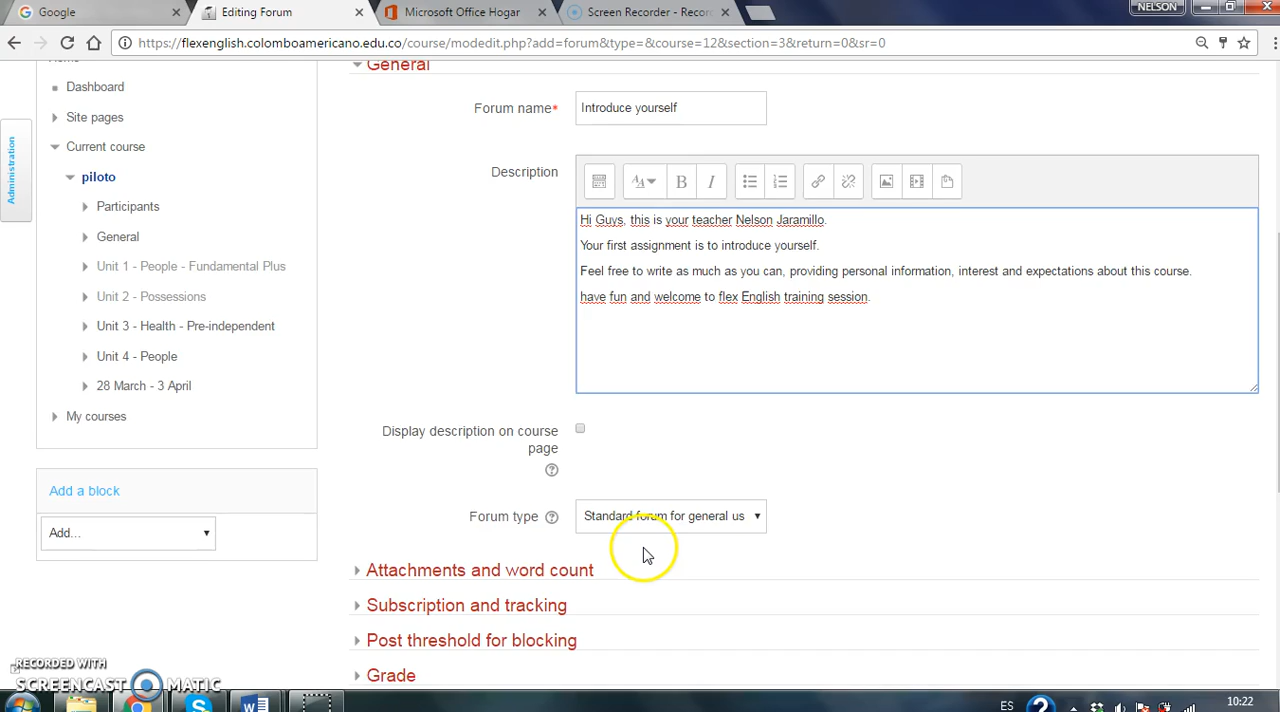 Google
Editing Forum
Microsoft Office Hogar
Screen Recorder - Recor
NELSON
https://flexenglish.colomboamericano.edu.co/course/modedit.php?add=forum&type=&course=12&section=3&return=0&sr=0
Administration
Dashboard
Site pages
Current course
piloto
Participants
General
Unit 1 - People - Fundamental Plus
Unit 2 - Possessions
Unit 3 - Health - Pre-independent
Unit 4 - People
28 March - 3 April
My courses
Add a block
Add...
General
Forum name*
Introduce yourself
Description
Hi Guys, this is your teacher Nelson Jaramillo.
Your first assignment is to introduce yourself.
Feel free to write as much as you can, providing personal information, interest and expectations about this course.
have fun and welcome to flex English training session.
Display description on course
page
Forum type
Standard forum for general us
Attachments and word count
Subscription and tracking
Post threshold for blocking
Grade
RECORDED WITH
SCREENCAST MATIC
ES
10:22